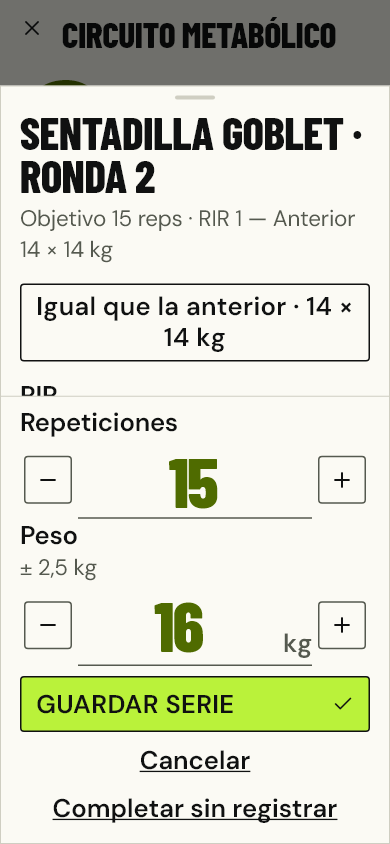 CIRCUITO METABÓLICO
SENTADILLA GOBLET ·
RONDA 2
Objetivo 15 reps · RIR 1 — Anterior
14 × 14 kg
Igual que la anterior · 14 ×
14 kg
RIR
Repeticiones
− 15 +
Peso
± 2,5 kg
− 16 kg +
GUARDAR SERIE
Cancelar
Completar sin registrar